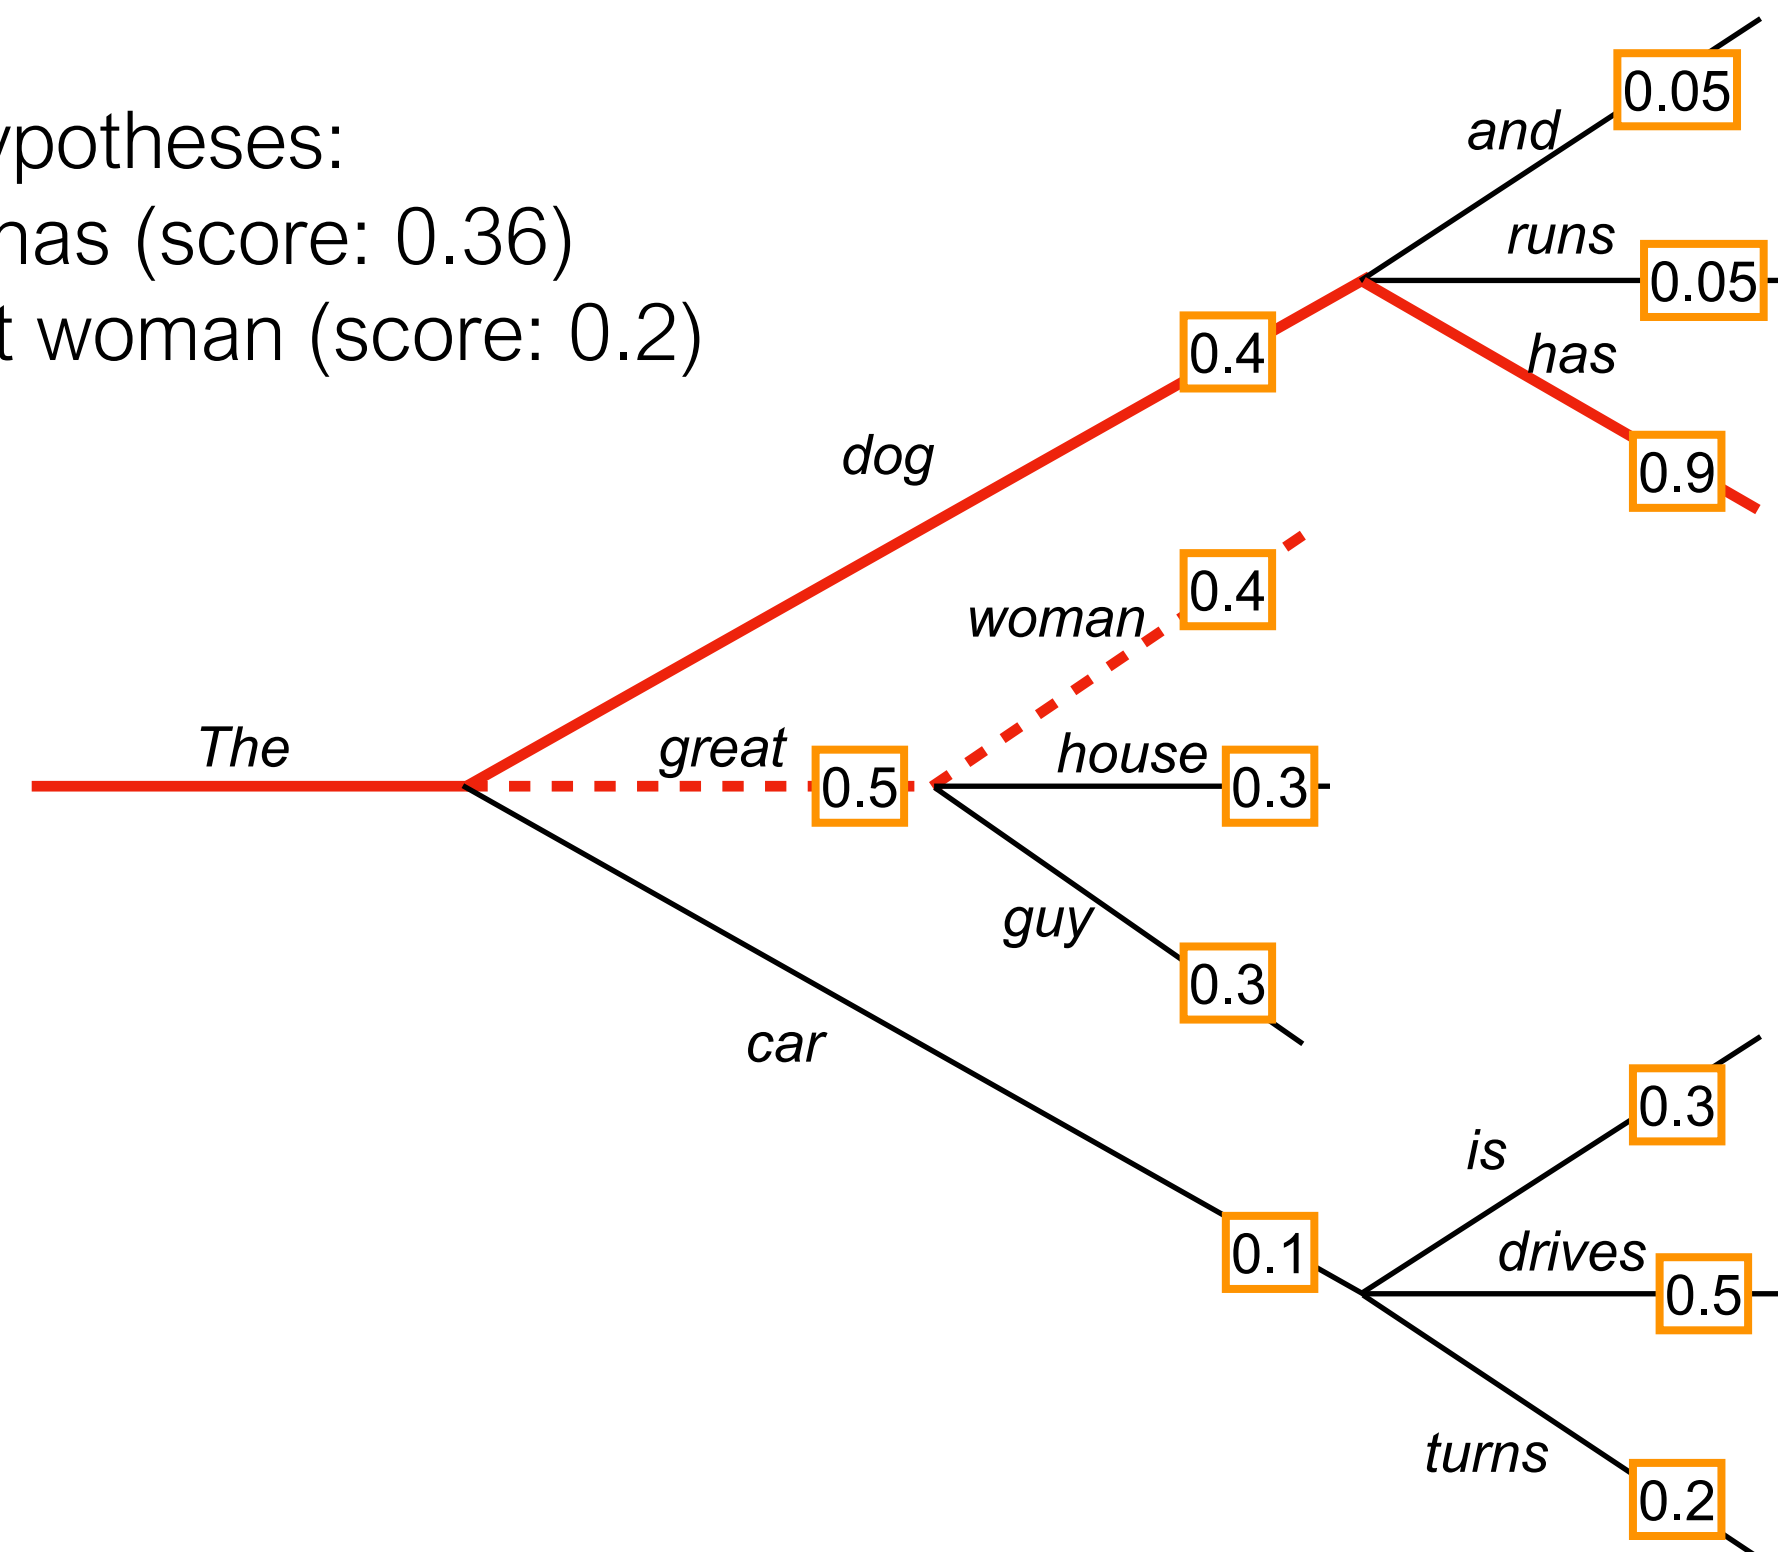 ypotheses:
has (score: 0.36)
t woman (score: 0.2)
and
0.05
runs
0.05
has
0.9
0.4
dog
woman
0.4
The
great
0.5
house
0.3
guy
0.3
car
0.1
is
0.3
drives
0.5
turns
0.2